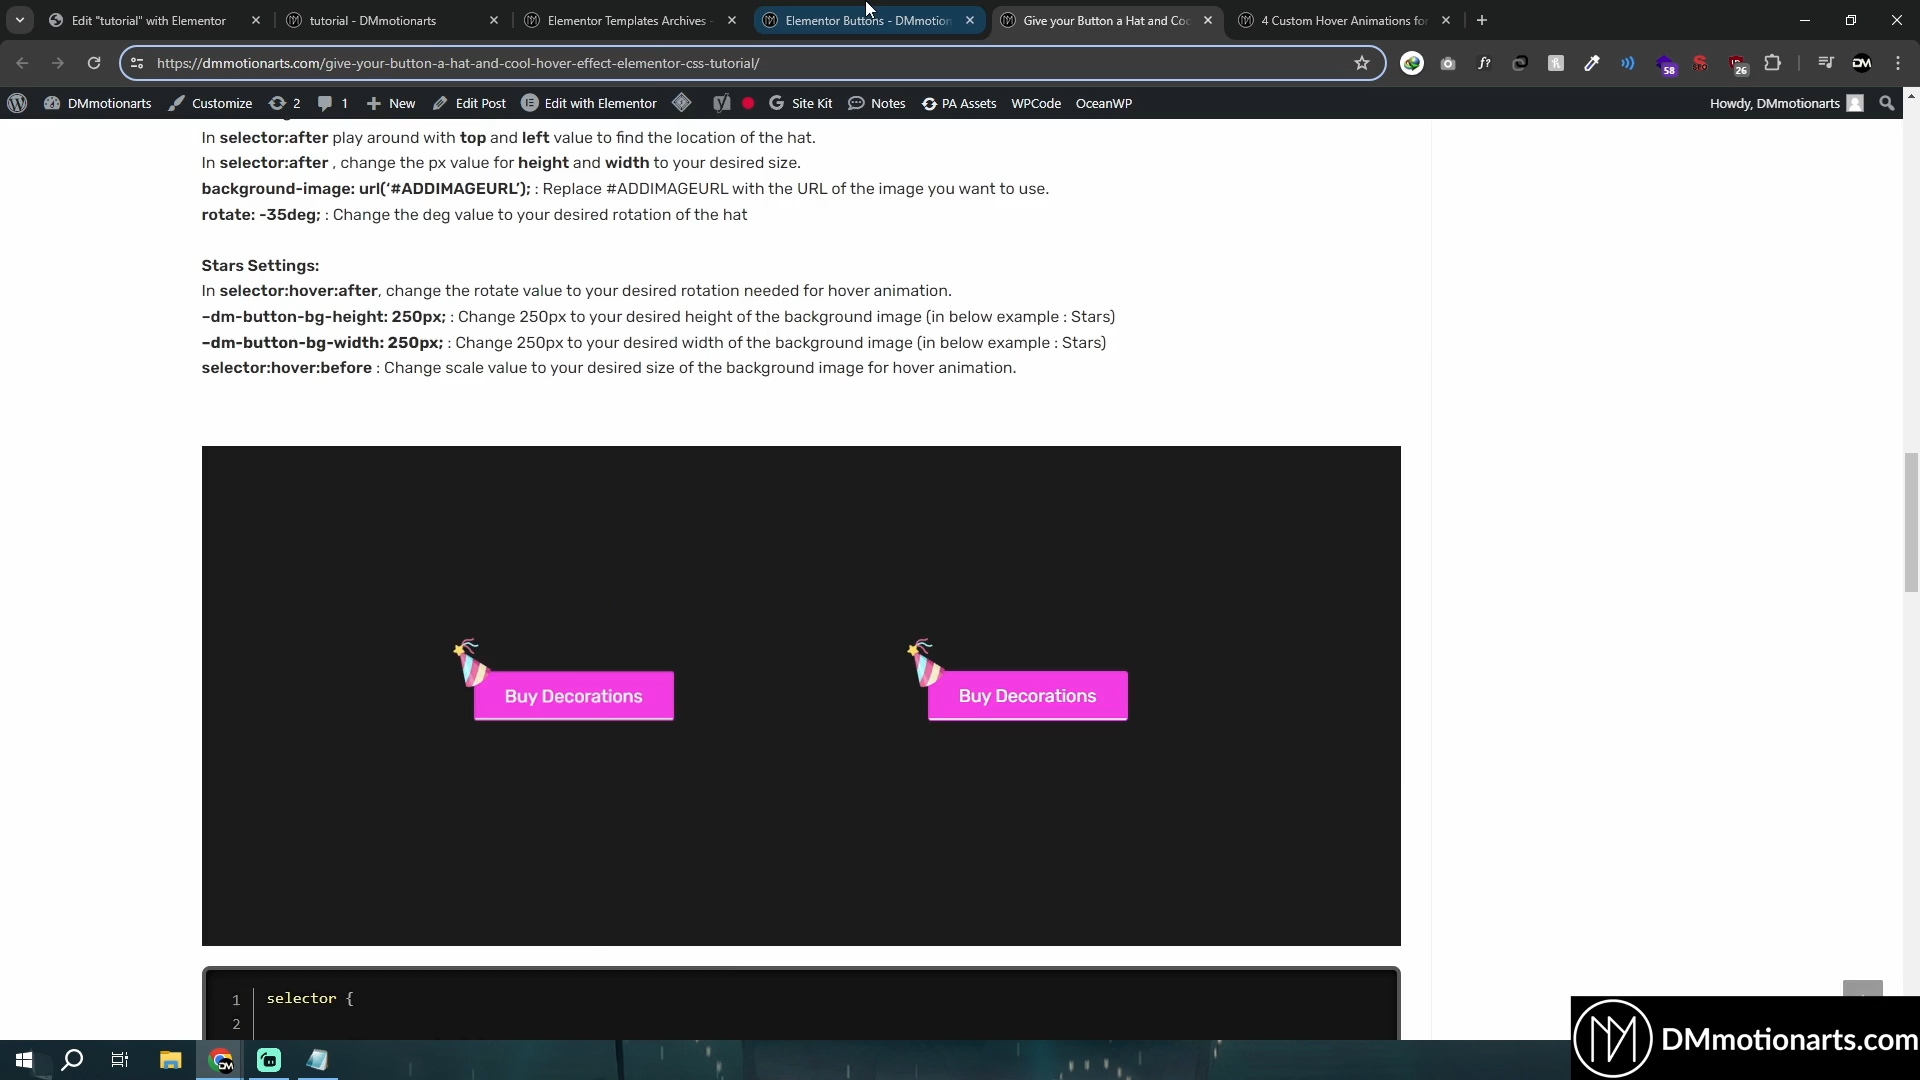 Edit "tutorial" with Elementor
tutorial - DMmotionarts
Elementor Templates Archives -
Elementor Buttons - DMmotion
Give your Button a Hat and Coo
4 Custom Hover Animations for
https://dmmotionarts.com/give-your-button-a-hat-and-cool-hover-effect-elementor-css-tutorial/
f?
58
26
DM
DMmotionarts
Customize
2
1
New
Edit Post
Edit with Elementor
Site Kit
Notes
PA Assets
WPCode
OceanWP
Howdy, DMmotionarts
In selector:after play around with top and left value to find the location of the hat.
In selector:after , change the px value for height and width to your desired size.
background-image: url(‘#ADDIMAGEURL’); : Replace #ADDIMAGEURL with the URL of the image you want to use.
rotate: -35deg; : Change the deg value to your desired rotation of the hat
Stars Settings:
In selector:hover:after, change the rotate value to your desired rotation needed for hover animation.
–dm-button-bg-height: 250px; : Change 250px to your desired height of the background image (in below example : Stars)
–dm-button-bg-width: 250px; : Change 250px to your desired width of the background image (in below example : Stars)
selector:hover:before : Change scale value to your desired size of the background image for hover animation.
Buy Decorations
Buy Decorations
1 selector {
2
DMmotionarts.com